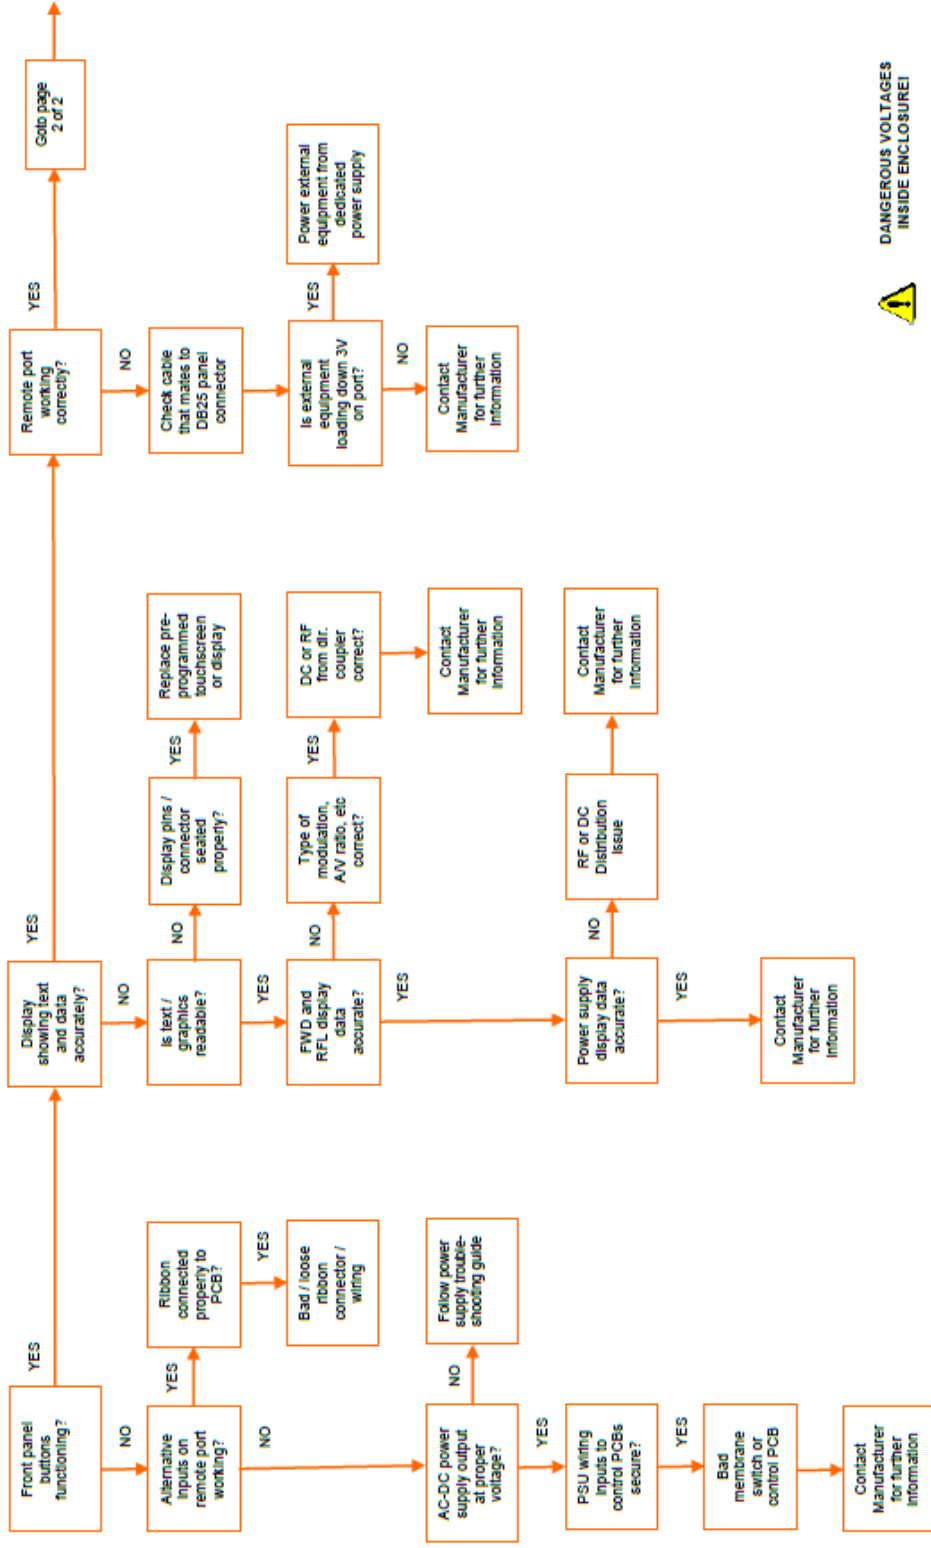 Front panel
buttons
functioning?
YES
NO
Alternative
inputs on
remote port
working?
YES
NO
Ribbon
connected
properly to
PCB?
YES
Bad / loose
ribbon
connector /
wiring
AC-DC power
supply output
at proper
voltage?
NO
Follow power
supply trouble-
shooting guide
YES
PSU wiring
inputs to
control PCBs
secure?
YES
Bad
membrane
switch or
control PCB
Contact
Manufacturer
for further
information
Display
showing text
and data
accurately?
YES
NO
Is text /
graphics
readable?
NO
Display pins /
connector
seated
properly?
YES
Replace pre-
programmed
touchscreen
or display
YES
FWD and
RFL display
data
accurate?
NO
Type of
modulation,
A/V ratio, etc
correct?
YES
DC or RF
from dir.
coupler
correct?
Contact
Manufacturer
for further
information
YES
Power supply
display data
accurate?
NO
RF or DC
Distribution
issue
Contact
Manufacturer
for further
information
YES
Contact
Manufacturer
for further
information
Remote port
working
correctly?
YES
Goto page
2 of 2
NO
Check cable
that mates to
DB25 panel
connector
Is external
equipment
loading down 3V
on port?
YES
Power external
equipment from
dedicated
power supply
NO
Contact
Manufacturer
for further
information
DANGEROUS VOLTAGES
INSIDE ENCLOSURE!